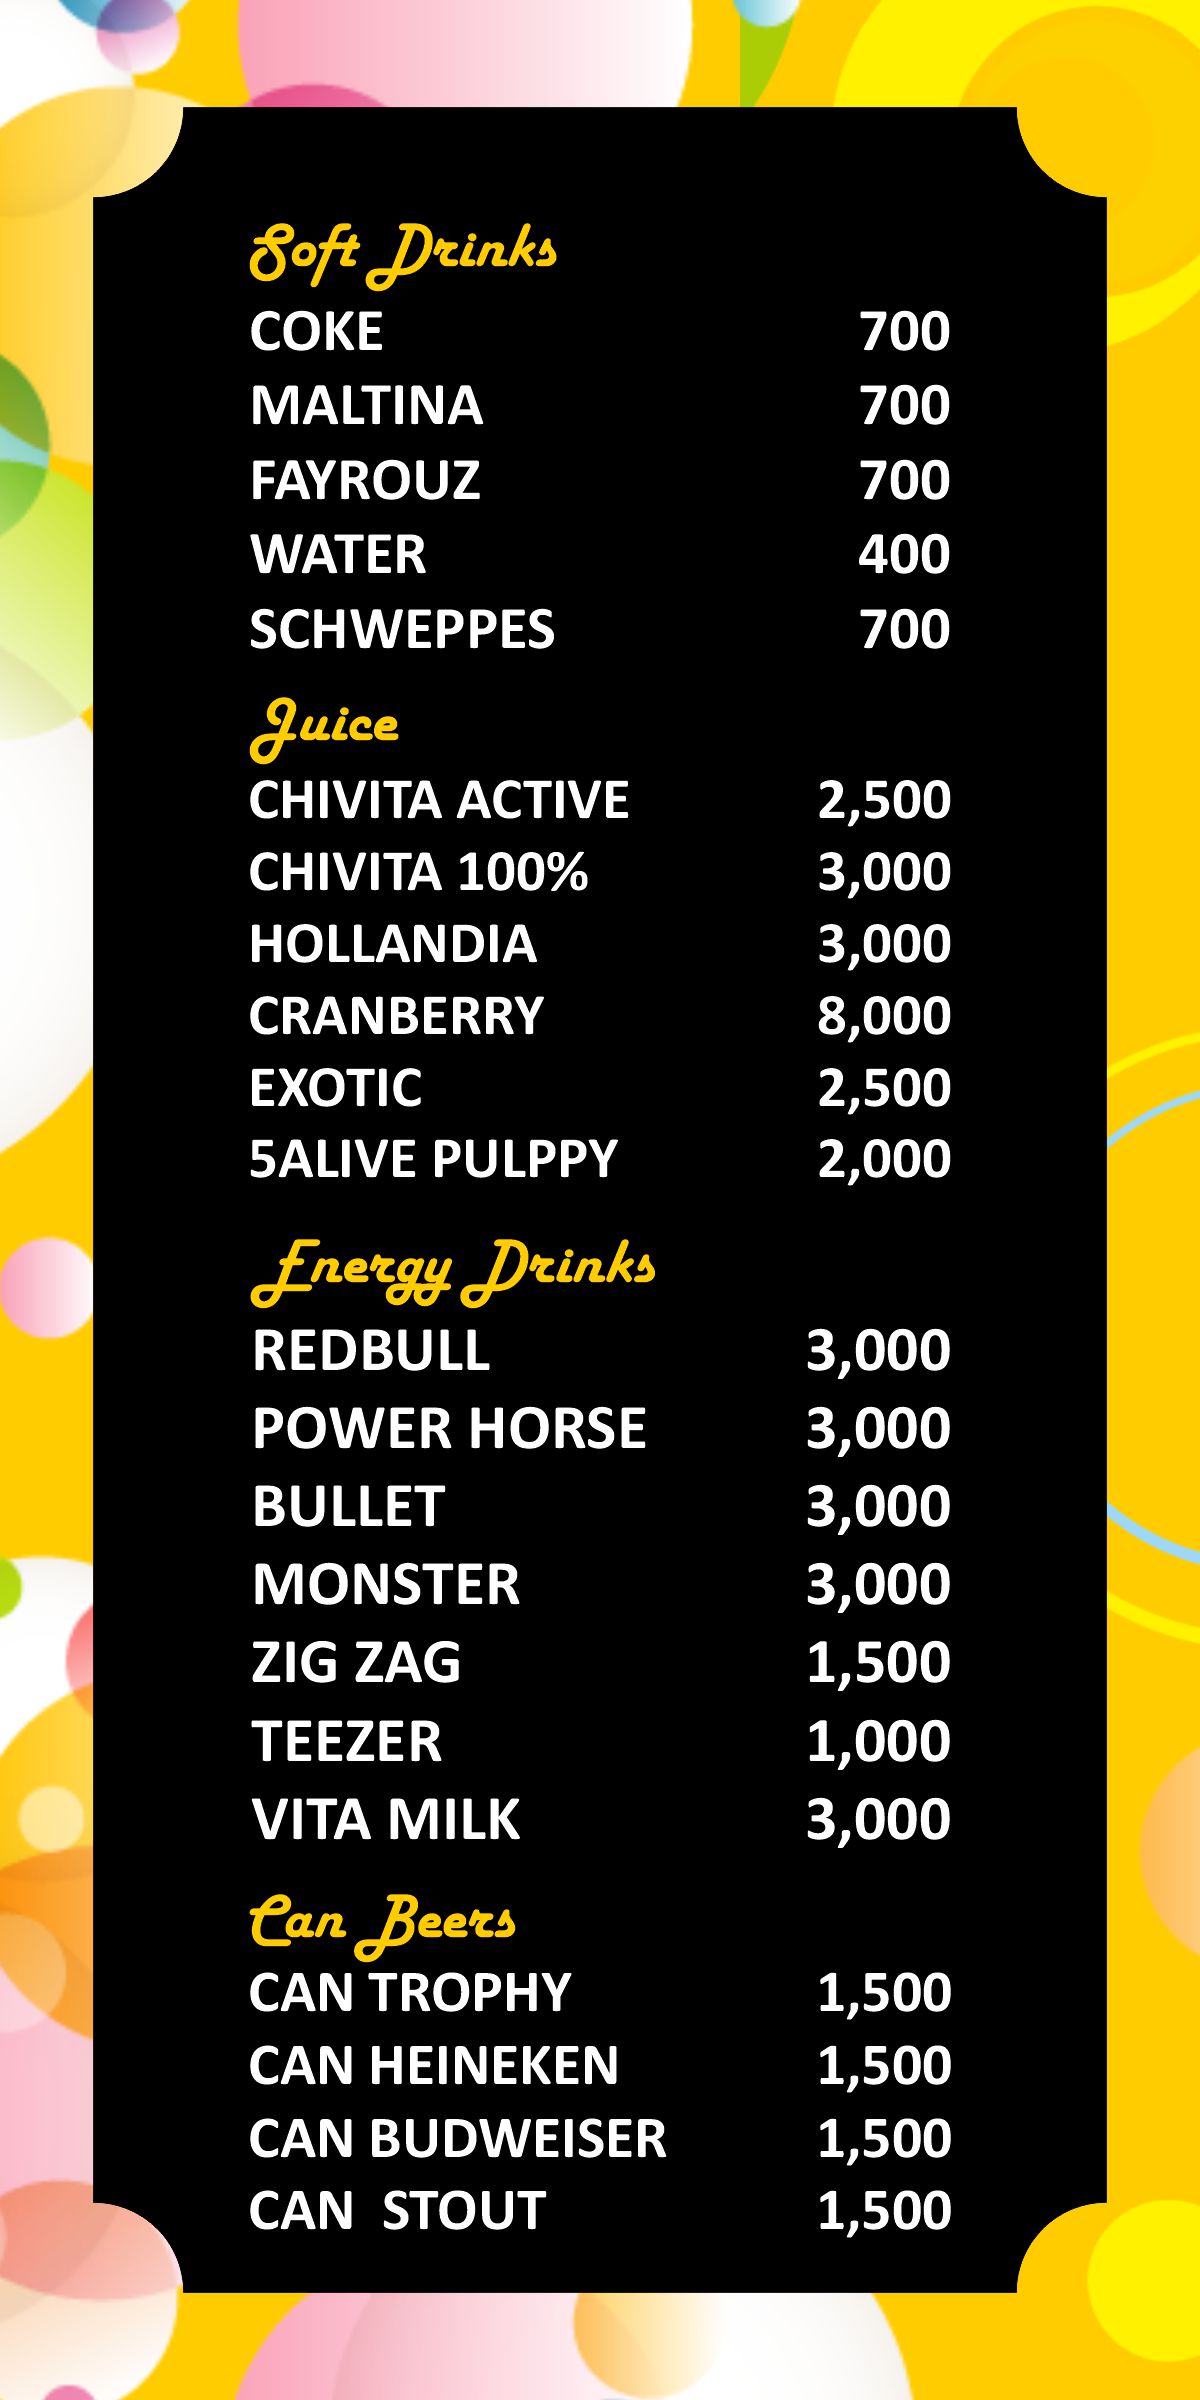 Soft Drinks
COKE 700
MALTINA 700
FAYROUZ 700
WATER 400
SCHWEPPES 700
Juice
CHIVITA ACTIVE 2,500
CHIVITA 100% 3,000
HOLLANDIA 3,000
CRANBERRY 8,000
EXOTIC 2,500
5ALIVE PULPPY 2,000
Energy Drinks
REDBULL 3,000
POWER HORSE 3,000
BULLET 3,000
MONSTER 3,000
ZIG ZAG 1,500
TEEZER 1,000
VITA MILK 3,000
Can Beers
CAN TROPHY 1,500
CAN HEINEKEN 1,500
CAN BUDWEISER 1,500
CAN STOUT 1,500